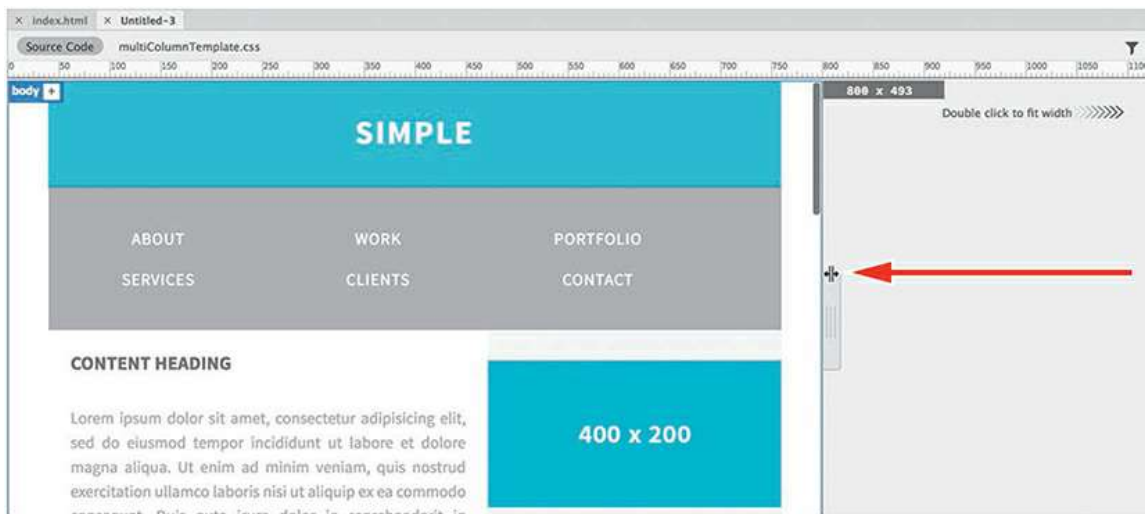 × index.html × Untitled-3
Source Code multiColumnTemplate.css
0 50 100 150 200 250 300 350 400 450 500 550 600 650 700 750 800 850 900 950 1000 1050 1100
body +
800 x 493
Double click to fit width
SIMPLE
ABOUT WORK PORTFOLIO
SERVICES CLIENTS CONTACT
CONTENT HEADING
Lorem ipsum dolor sit amet, consectetur adipisicing elit,
sed do eiusmod tempor incididunt ut labore et dolore
magna aliqua. Ut enim ad minim veniam, quis nostrud
exercitation ullamco laboris nisi ut aliquip ex ea commodo
400 x 200